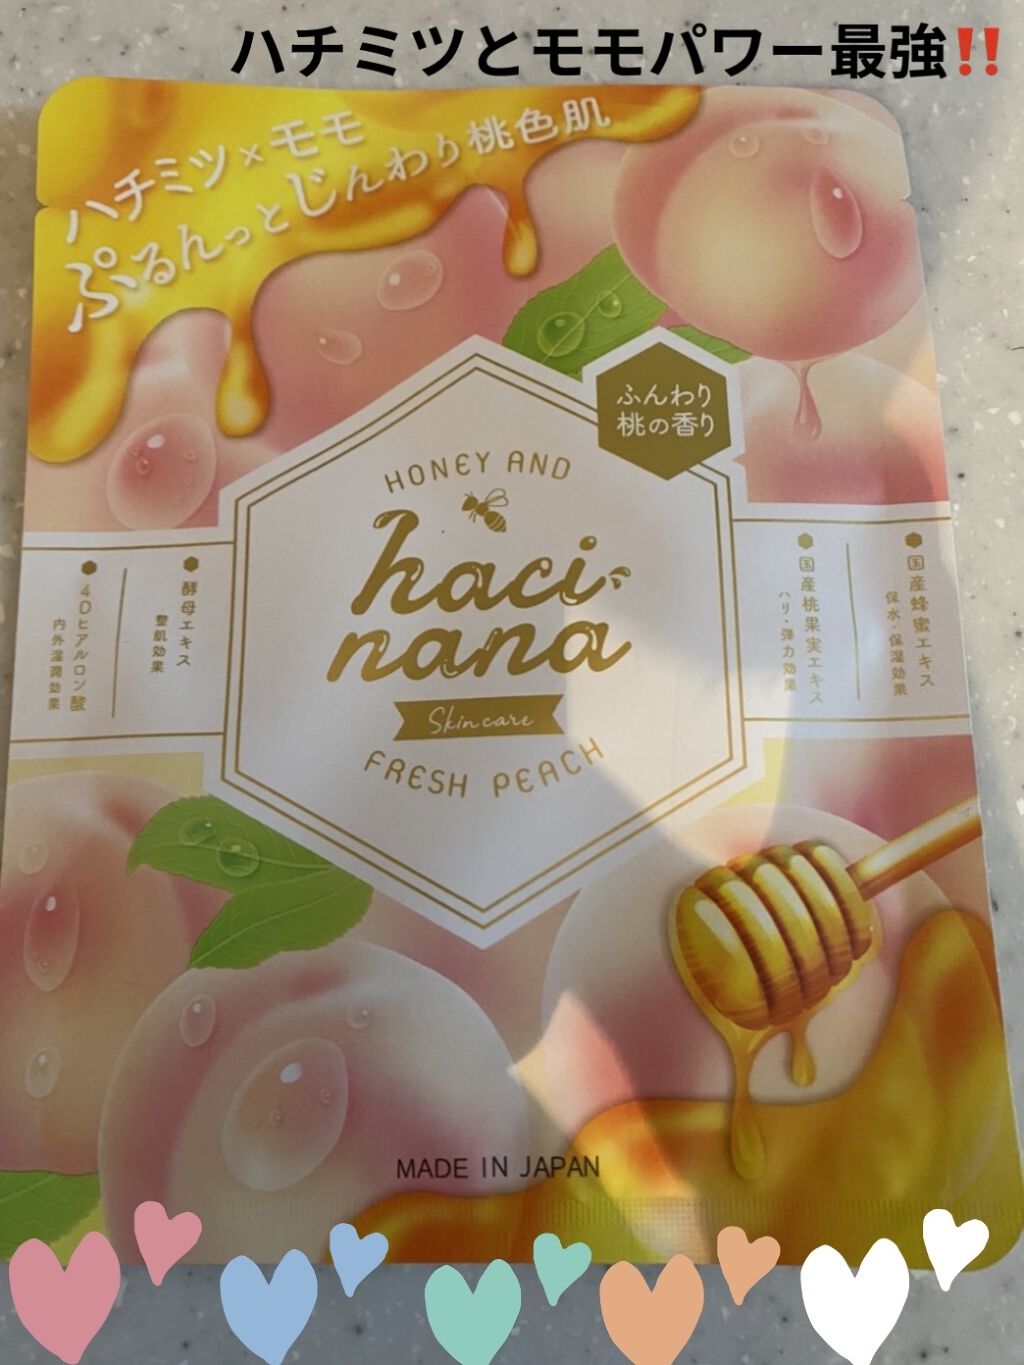 ハチミツとモモパワー最強‼️
ハチミツ×モモ
ぷるんっとじんわり桃色肌
ふんわり
桃の香り
HONEY AND
haci
nana
Skincare
FRESH PEACH
国産蜂蜜エキス
保水・保湿効果
国産桃果実エキス
ハリ・弾力効果
酵母エキス
整肌効果
4Dヒアルロン酸
内外湿潤効果
MADE IN JAPAN